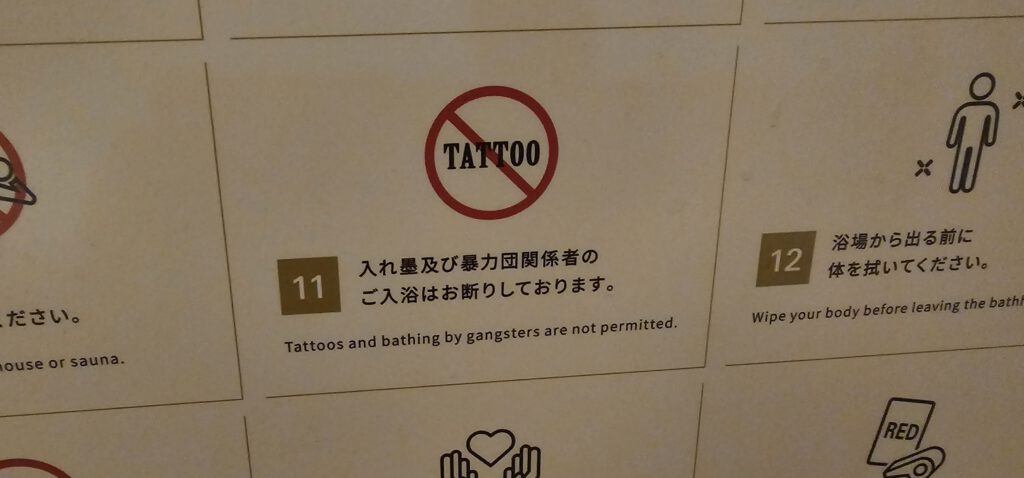 TATTOO
11
入れ墨及び暴力団関係者の
ご入浴はお断りしております。
Tattoos and bathing by gangsters are not permitted.
12
浴場から出る前に
体を拭いてください。
Wipe your body before leaving the
ください。
house or sauna.
RED